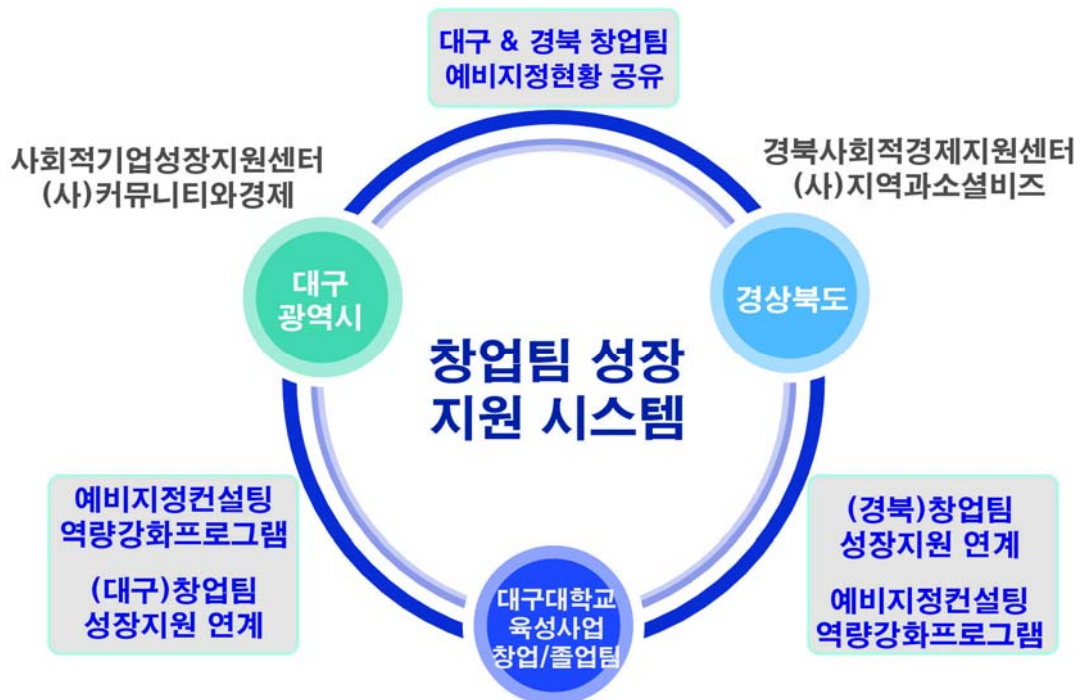 대구 & 경북 창업팀
예비지정현황 공유
사회적기업성장지원센터
(사)커뮤니티와경제
경북사회적경제지원센터
(사)지역과소셜비즈
대구
광역시
경상북도
창업팀 성장
지원 시스템
예비지정컨설팅
역량강화프로그램
(대구)창업팀
성장지원 연계
대구대학교
육성사업
창업/졸업팀
(경북)창업팀
성장지원 연계
예비지정컨설팅
역량강화프로그램